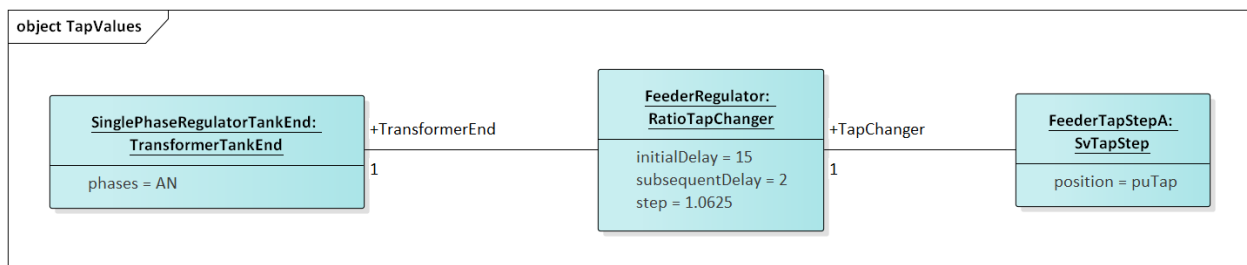 object TapValues
SinglePhaseRegulatorTankEnd:
TransformerTankEnd
phases = AN
+TransformerEnd
1
FeederRegulator:
RatioTapChanger
initialDelay = 15
subsequentDelay = 2
step = 1.0625
+TapChanger
1
FeederTapStepA:
SvTapStep
position = puTap